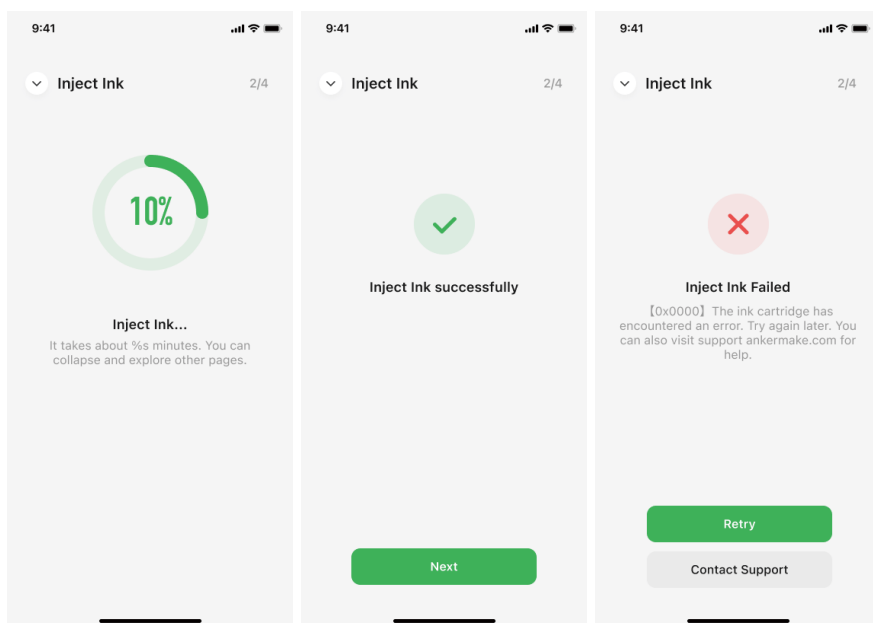 9:41
Inject Ink
2/4
10%
Inject Ink...
It takes about %s minutes. You can
collapse and explore other pages.
9:41
Inject Ink
2/4
Inject Ink successfully
Next
9:41
Inject Ink
2/4
Inject Ink Failed
【0x0000】The ink cartridge has
encountered an error. Try again later. You
can also visit support ankermake.com for
help.
Retry
Contact Support